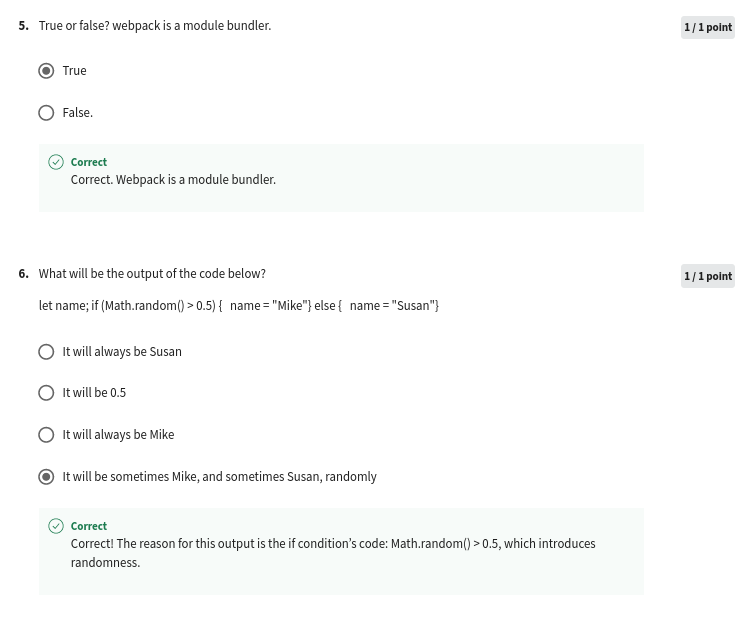 5. True or false? webpack is a module bundler.
1 / 1 point
True
False.
Correct
Correct. Webpack is a module bundler.
6. What will be the output of the code below?
1 / 1 point
let name; if (Math.random() > 0.5) {   name = "Mike"} else {   name = "Susan"}
It will always be Susan
It will be 0.5
It will always be Mike
It will be sometimes Mike, and sometimes Susan, randomly
Correct
Correct! The reason for this output is the if condition's code: Math.random() > 0.5, which introduces
randomness.